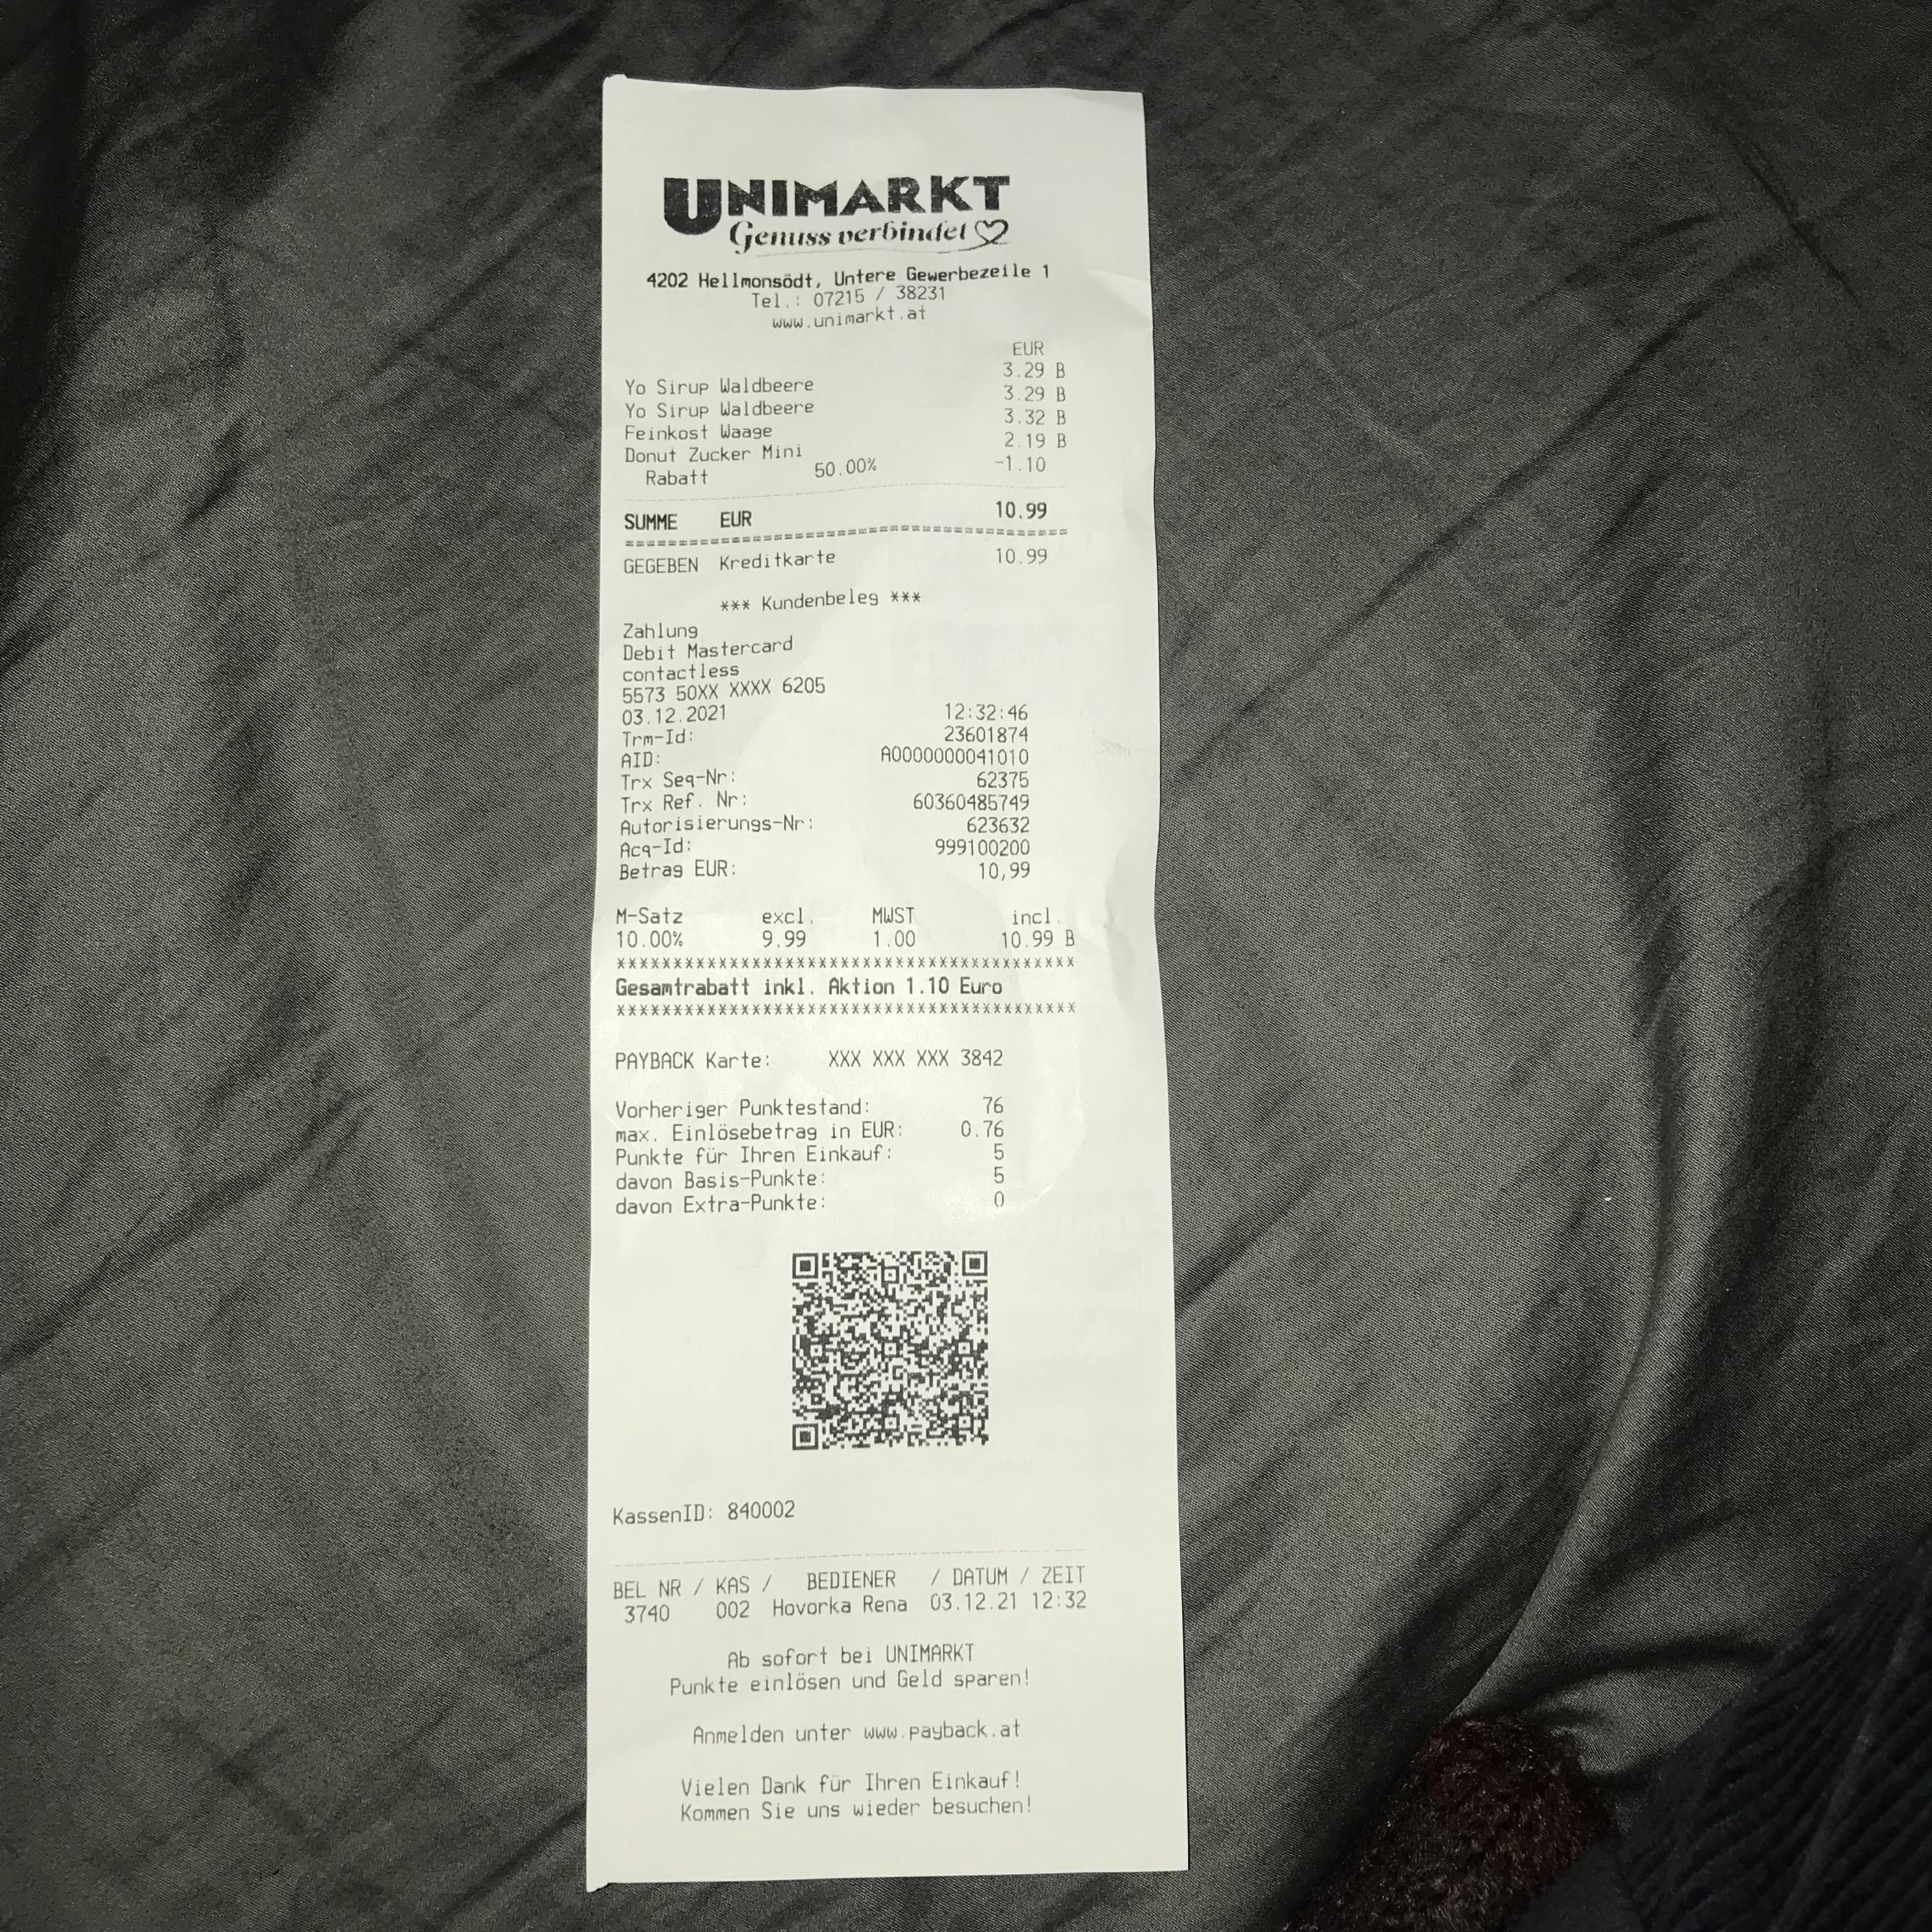 UNIMARKT
Genuss verbindet
4202 Hellmonsödt, Untere Gewerbezeile 1
Tel.: 07215 / 38231
www.unimarkt.at
EUR
Yo Sirup Waldbeere 3.29 B
Yo Sirup Waldbeere 3.29 B
Feinkost Waage 3.32 B
Donut Zucker Mini 2.19 B
Rabatt 50.00% -1.10
SUMME EUR 10.99
=========================================
GEGEBEN Kreditkarte 10.99
*** Kundenbeleg ***
Zahlung
Debit Mastercard
contactless
5573 50XX XXXX 6205
03.12.2021 12:32:46
Trm-Id: 23601874
AID: A0000000041010
Trx Seq-Nr: 62375
Trx Ref. Nr: 60360485749
Autorisierungs-Nr: 623632
Acq-Id: 999100200
Betrag EUR: 10,99
M-Satz excl. MWST incl.
10.00% 9.99 1.00 10.99 B
*****************************************
Gesamtrabatt inkl. Aktion 1.10 Euro
*****************************************
PAYBACK Karte: XXX XXX XXX 3842
Vorheriger Punktestand: 76
max. Einlösebetrag in EUR: 0.76
Punkte für Ihren Einkauf: 5
davon Basis-Punkte: 5
davon Extra-Punkte: 0
KassenID: 840002
BEL NR / KAS / BEDIENER / DATUM / ZEIT
3740 002 Hovorka Rena 03.12.21 12:32
Ab sofort bei UNIMARKT
Punkte einlösen und Geld sparen!
Anmelden unter www.payback.at
Vielen Dank für Ihren Einkauf!
Kommen Sie uns wieder besuchen!